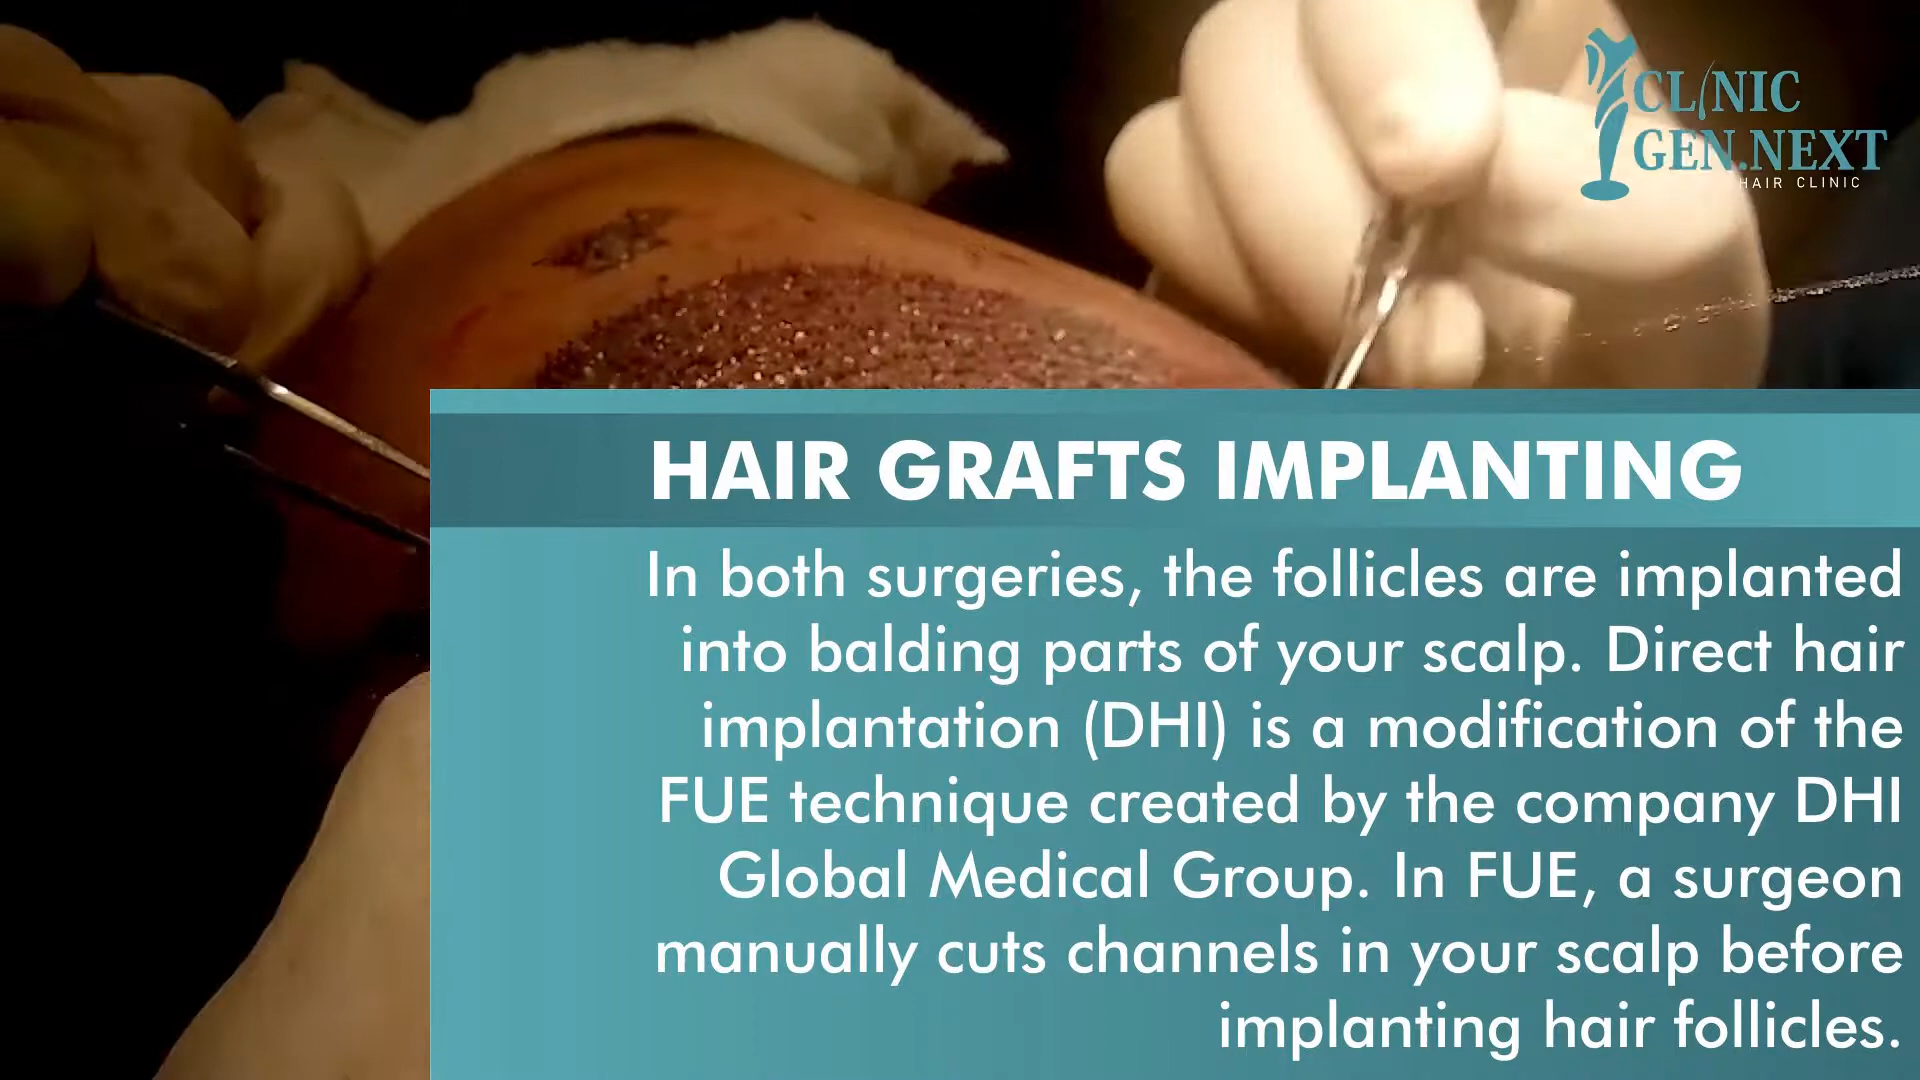 CLINIC
GEN.NEXT
HAIR CLINIC
HAIR GRAFTS IMPLANTING
In both surgeries, the follicles are implanted
into balding parts of your scalp. Direct hair
implantation (DHI) is a modification of the
FUE technique created by the company DHI
Global Medical Group. In FUE, a surgeon
manually cuts channels in your scalp before
implanting hair follicles.